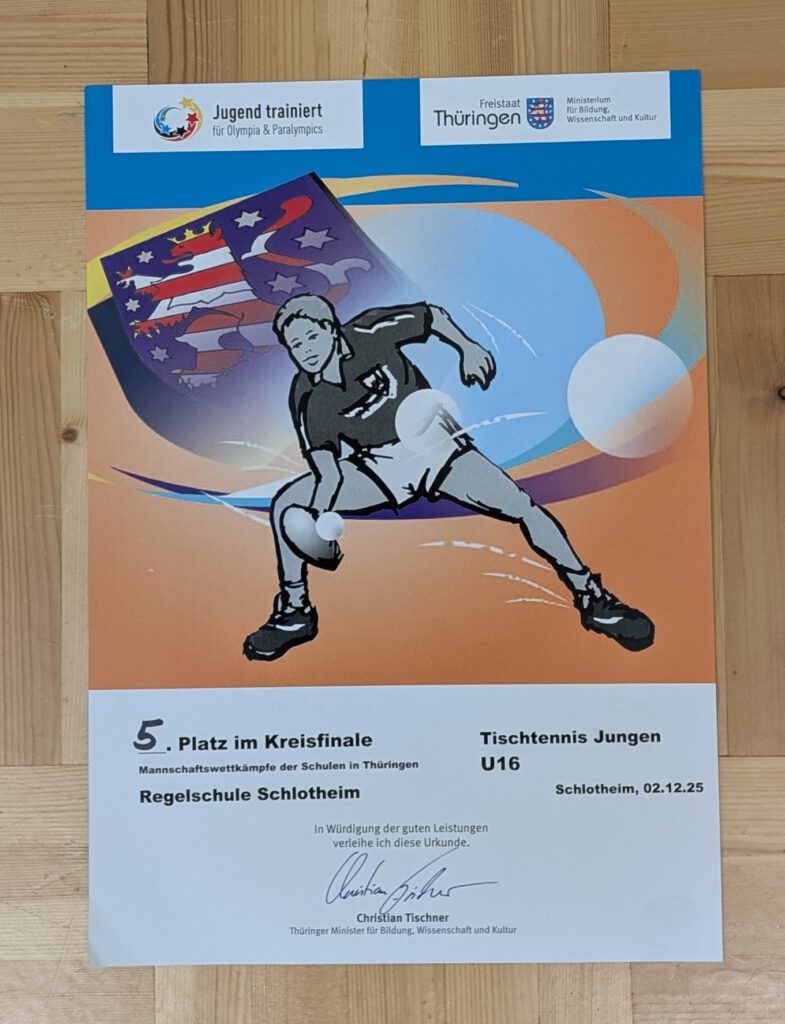 Jugend trainiert
für Olympia & Paralympics
Freistaat
Thüringen
Ministerium
für Bildung,
Wissenschaft und Kultur
5. Platz im Kreisfinale
Mannschaftswettkämpfe der Schulen in Thüringen
Regelschule Schlotheim
Tischtennis Jungen
U16
Schlotheim, 02.12.25
In Würdigung der guten Leistungen
verleihe ich diese Urkunde.
Christian Tischner
Christian Tischner
Thüringer Minister für Bildung, Wissenschaft und Kultur